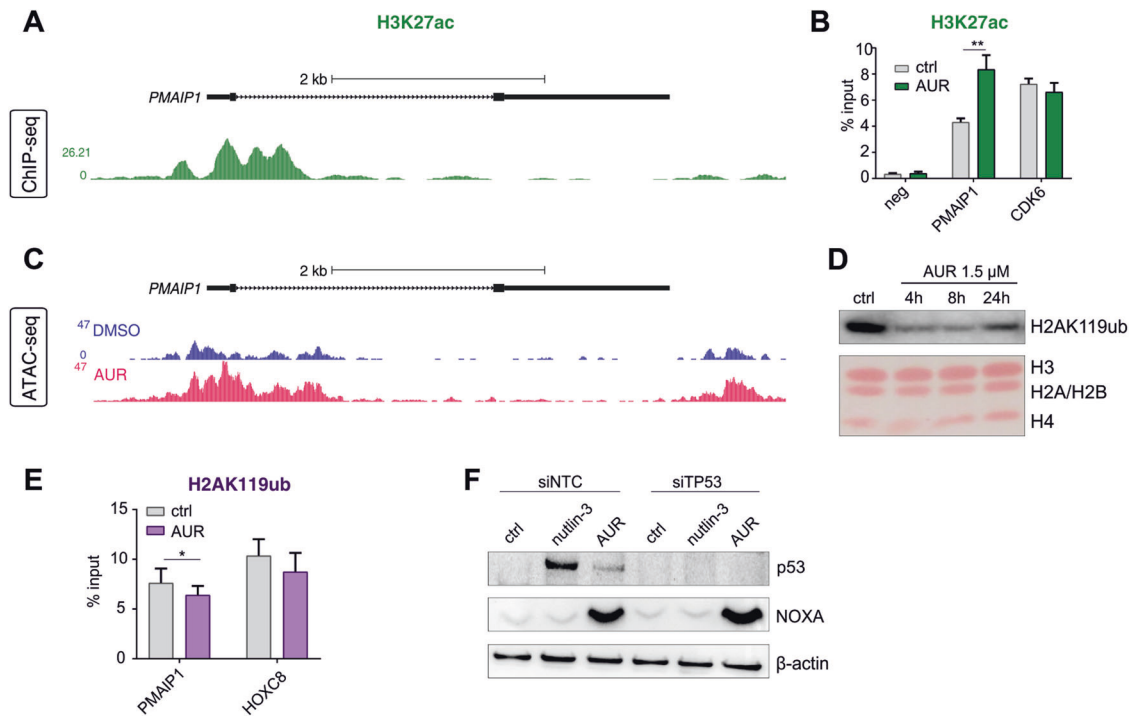 A
H3K27ac
2 kb
PMAIP1
ChIP-seq
26.21
0
B
H3K27ac
ctrl
AUR
**
% input
10
8
6
4
2
0
neg
PMAIP1
CDK6
C
2 kb
PMAIP1
ATAC-seq
47 DMSO
0
47
AUR
D
AUR 1.5 μM
ctrl 4h 8h 24h
H2AK119ub
H3
H2A/H2B
H4
E
H2AK119ub
ctrl
AUR
*
% input
15
10
5
0
PMAIP1
HOXC8
F
siNTC siTP53
ctrl nutlin-3 AUR ctrl nutlin-3 AUR
p53
NOXA
β-actin